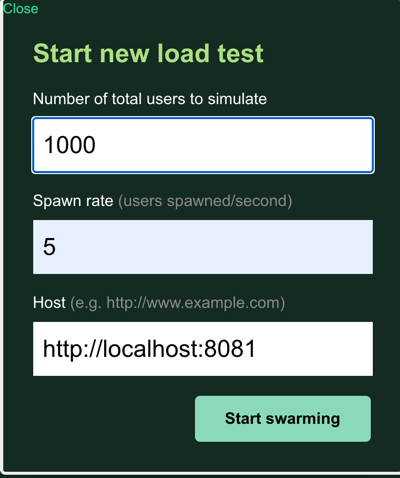 Close
Start new load test
Number of total users to simulate
1000
Spawn rate (users spawned/second)
5
Host (e.g. http://www.example.com)
http://localhost:8081
Start swarming